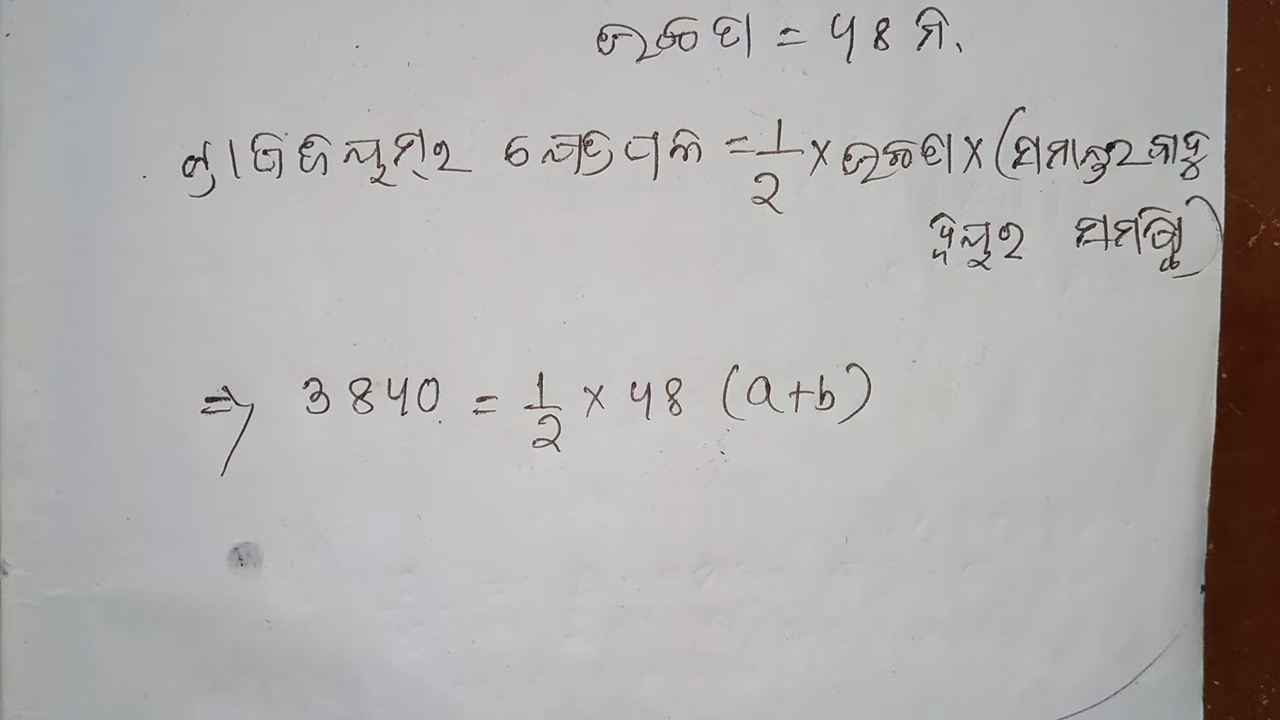 ଉଚ୍ଚତା = 48 ମି.
ଟ୍ରାପିଜିୟମ୍‌ର କ୍ଷେତ୍ରଫଳ = 1/2 × ଉଚ୍ଚତା × (ସମାନ୍ତର ବାହୁ
ଦ୍ୱୟର ସମଷ୍ଟି)
⇒ 3840 = 1/2 × 48 (a+b)